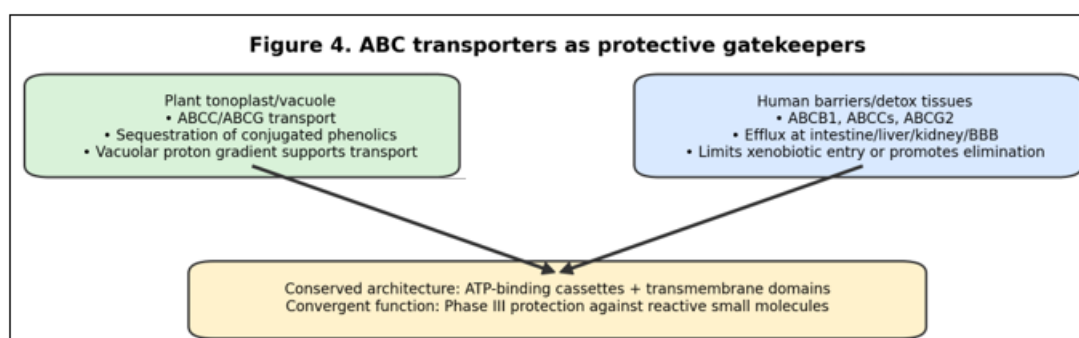 Figure 4. ABC transporters as protective gatekeepers
Plant tonoplast/vacuole
• ABCC/ABCG transport
• Sequestration of conjugated phenolics
• Vacuolar proton gradient supports transport
Human barriers/detox tissues
• ABCB1, ABCCs, ABCG2
• Efflux at intestine/liver/kidney/BBB
• Limits xenobiotic entry or promotes elimination
Conserved architecture: ATP-binding cassettes + transmembrane domains
Convergent function: Phase III protection against reactive small molecules